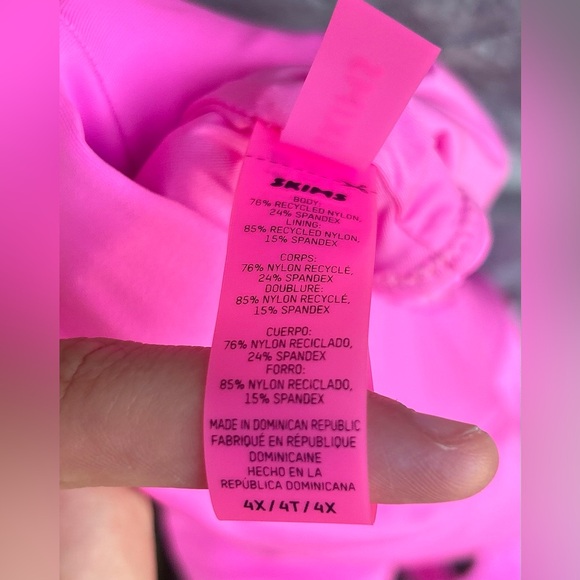 SKIMS
BODY:
76% RECYCLED NYLON,
24% SPANDEX
LINING:
85% RECYCLED NYLON,
15% SPANDEX
CORPS:
76% NYLON RECYCLÉ,
24% SPANDEX
DOUBLURE:
85% NYLON RECYCLÉ,
15% SPANDEX
CUERPO:
76% NYLON RECICLADO,
24% SPANDEX
FORRO:
85% NYLON RECICLADO,
15% SPANDEX
MADE IN DOMINICAN REPUBLIC
FABRIQUÉ EN RÉPUBLIQUE
DOMINICAINE
HECHO EN LA
REPÚBLICA DOMINICANA
4X/4T/4X